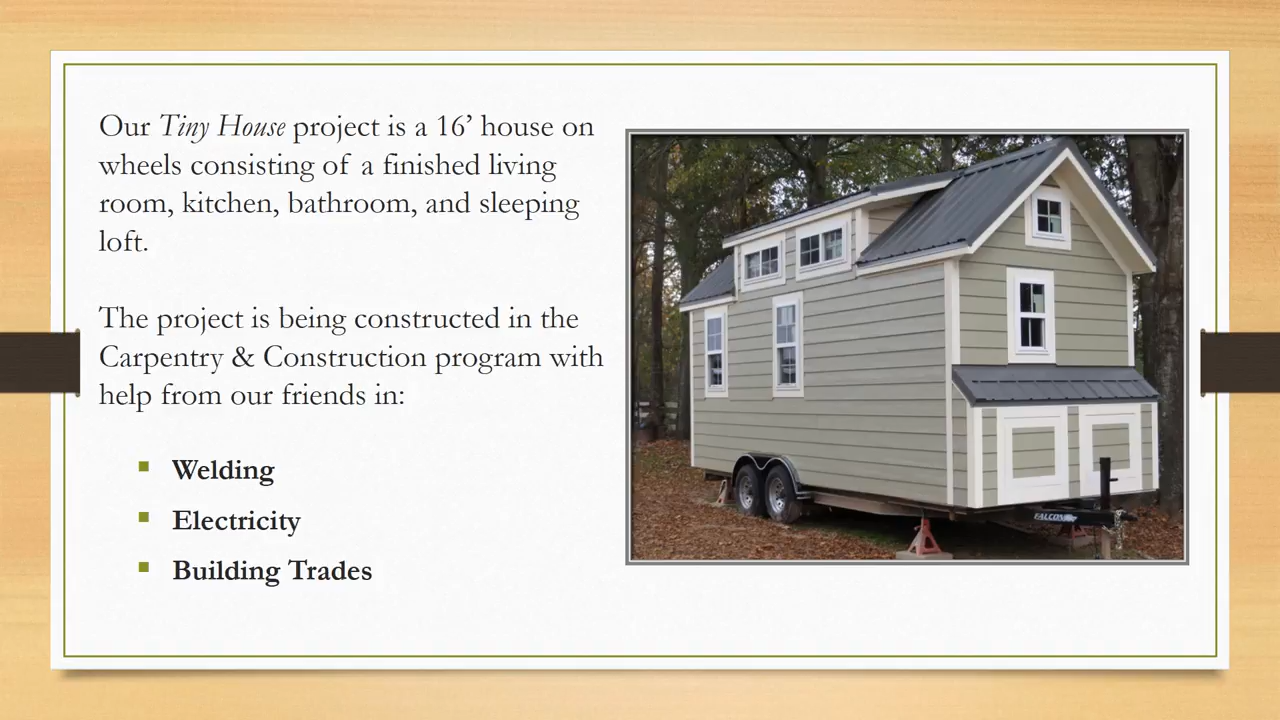 Our Tiny House project is a 16’ house on
wheels consisting of a finished living
room, kitchen, bathroom, and sleeping
loft.
The project is being constructed in the
Carpentry & Construction program with
help from our friends in:
Welding
Electricity
Building Trades
FALCON